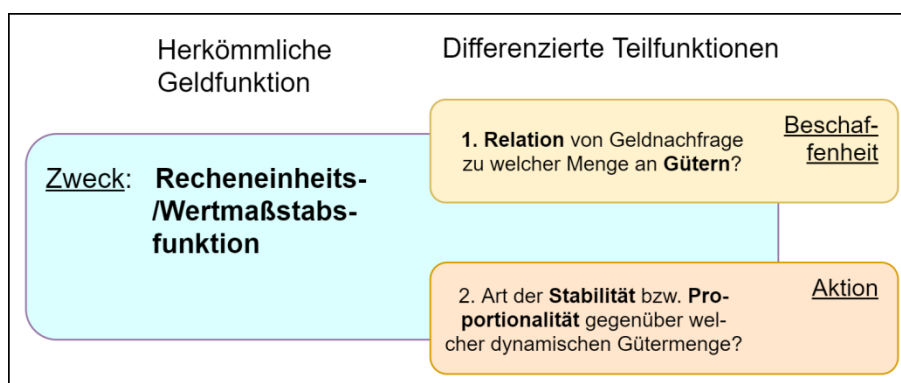 Herkömmliche
Geldfunktion
Differenzierte Teilfunktionen
Zweck: Recheneinheits-
/Wertmaßstabs-
funktion
1. Relation von Geldnachfrage
zu welcher Menge an Gütern?
Beschaf-
fenheit
2. Art der Stabilität bzw. Pro-
portionalität gegenüber wel-
cher dynamischen Gütermenge?
Aktion